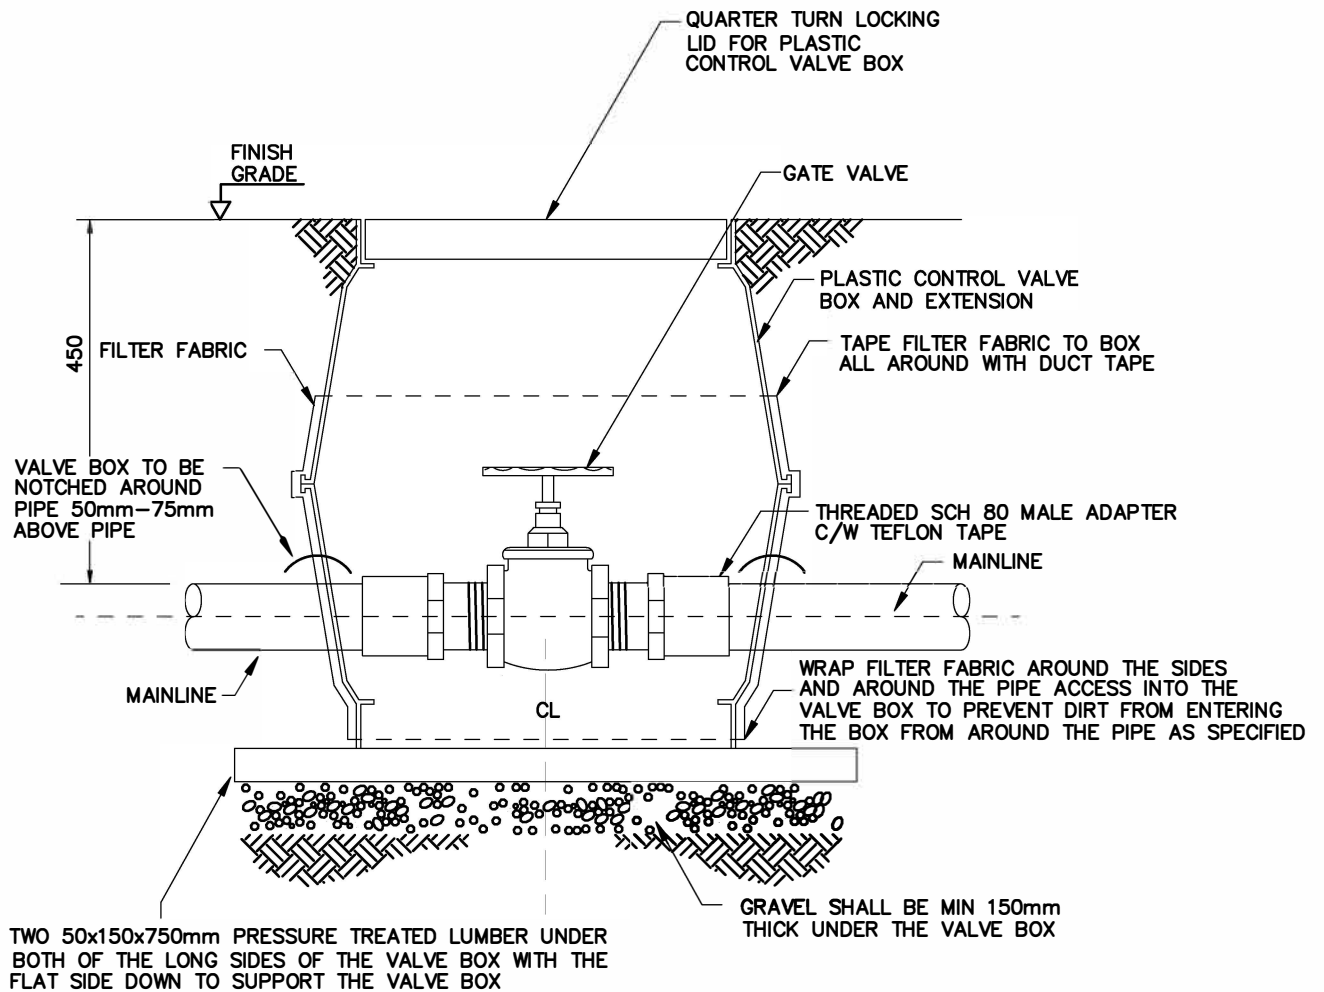 QUARTER TURN LOCKING
LID FOR PLASTIC
CONTROL VALVE BOX
FINISH
GRADE
GATE VALVE
PLASTIC CONTROL VALVE
BOX AND EXTENSION
450
FILTER FABRIC
TAPE FILTER FABRIC TO BOX
ALL AROUND WITH DUCT TAPE
VALVE BOX TO BE
NOTCHED AROUND
PIPE 50mm-75mm
ABOVE PIPE
THREADED SCH 80 MALE ADAPTER
C/W TEFLON TAPE
MAINLINE
MAINLINE
WRAP FILTER FABRIC AROUND THE SIDES
AND AROUND THE PIPE ACCESS INTO THE
VALVE BOX TO PREVENT DIRT FROM ENTERING
THE BOX FROM AROUND THE PIPE AS SPECIFIED
CL
GRAVEL SHALL BE MIN 150mm
THICK UNDER THE VALVE BOX
TWO 50x150x750mm PRESSURE TREATED LUMBER UNDER
BOTH OF THE LONG SIDES OF THE VALVE BOX WITH THE
FLAT SIDE DOWN TO SUPPORT THE VALVE BOX